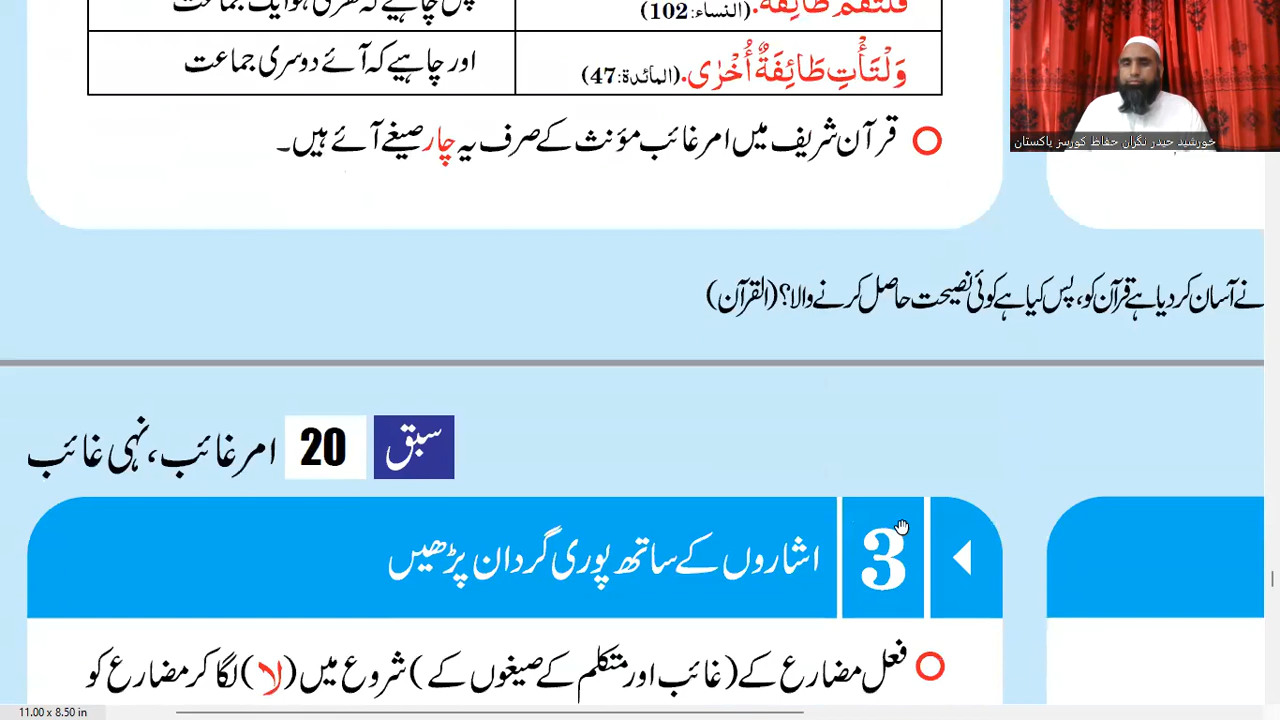 فَلْتَقُمْ طَائِفَةٌ. (النساء:102)
پس چاہیے کہ کھڑی ہو ایک جماعت
وَلْتَأْتِ طَائِفَةٌ أُخْرٰى. (المائدة:47)
اور چاہیے کہ آئے دوسری جماعت
قرآن شریف میں امر غائب مؤنث کے صرف یہ چار صیغے آئے ہیں۔
خورشید حیدر نگران حفاظ کورسز پاکستان
نے آسان کر دیا ہے قرآن کو، پس کیا ہے کوئی نصیحت حاصل کرنے والا؟ (القرآن)
سبق 20 امر غائب، نہی غائب
3 اشاروں کے ساتھ پوری گردان پڑھیں
فعل مضارع کے (غائب اور متکلم کے صیغوں کے) شروع میں (لا) لگا کر مضارع کو
11.00 x 8.50 in